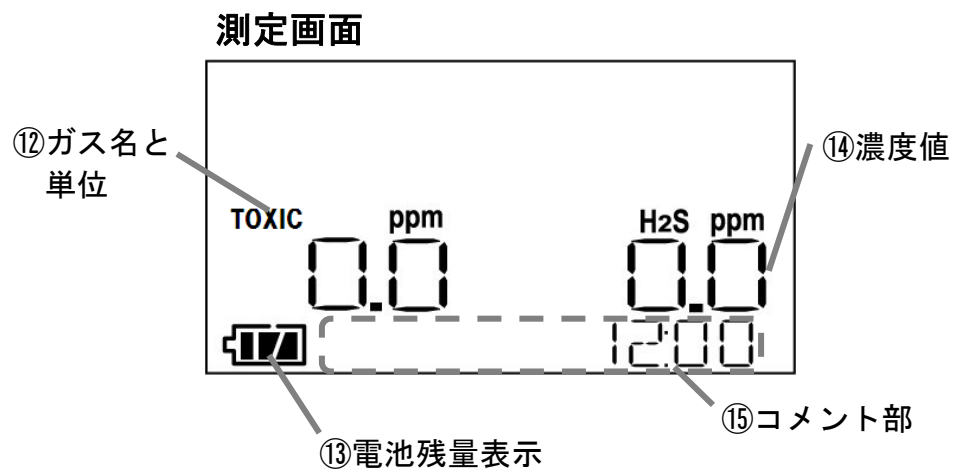 測定画面
⑫ガス名と
単位
⑭濃度値
TOXIC ppm H2S ppm
0.0 0.0
12:00
⑮コメント部
⑬電池残量表示